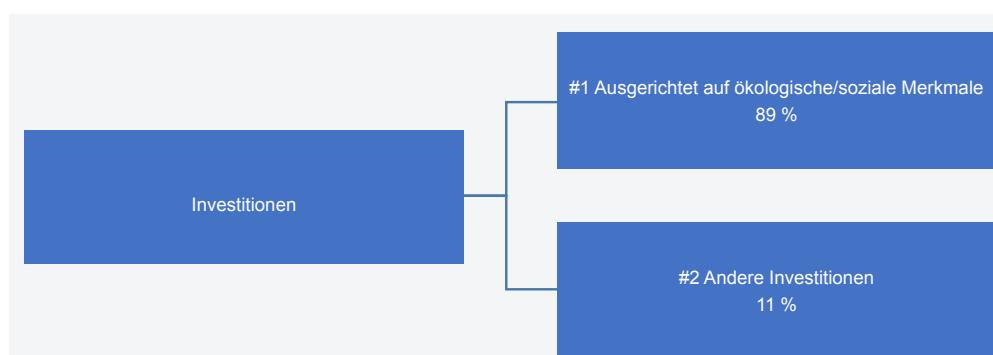 Investitionen
#1 Ausgerichtet auf ökologische/soziale Merkmale
89 %
#2 Andere Investitionen
11 %